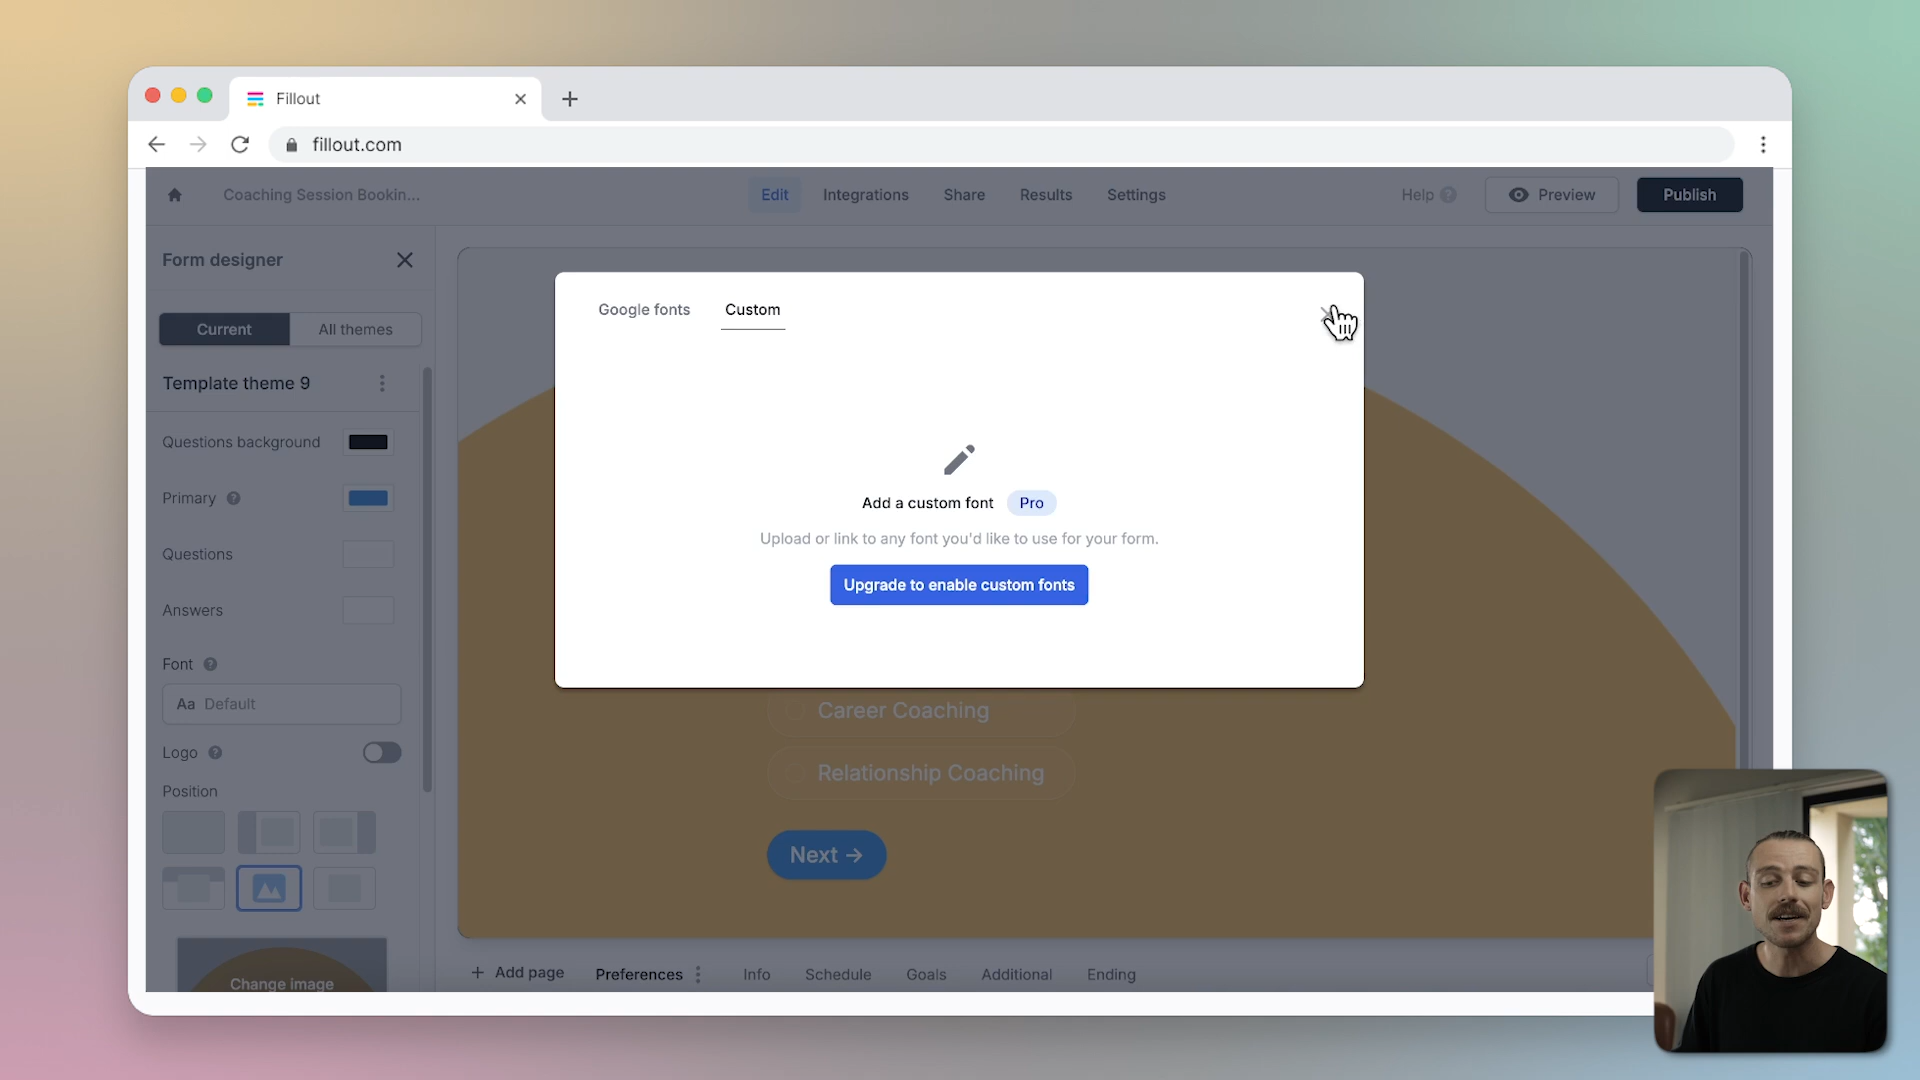 Fillout
fillout.com
Coaching Session Bookin...
Edit
Integrations
Share
Results
Settings
Help
Preview
Publish
Form designer
Current
All themes
Template theme 9
Questions background
Primary
Questions
Answers
Font
Aa Default
Logo
Position
Change image
Google fonts
Custom
Add a custom font
Pro
Upload or link to any font you'd like to use for your form.
Upgrade to enable custom fonts
Career Coaching
Relationship Coaching
Next →
+ Add page
Preferences
Info
Schedule
Goals
Additional
Ending